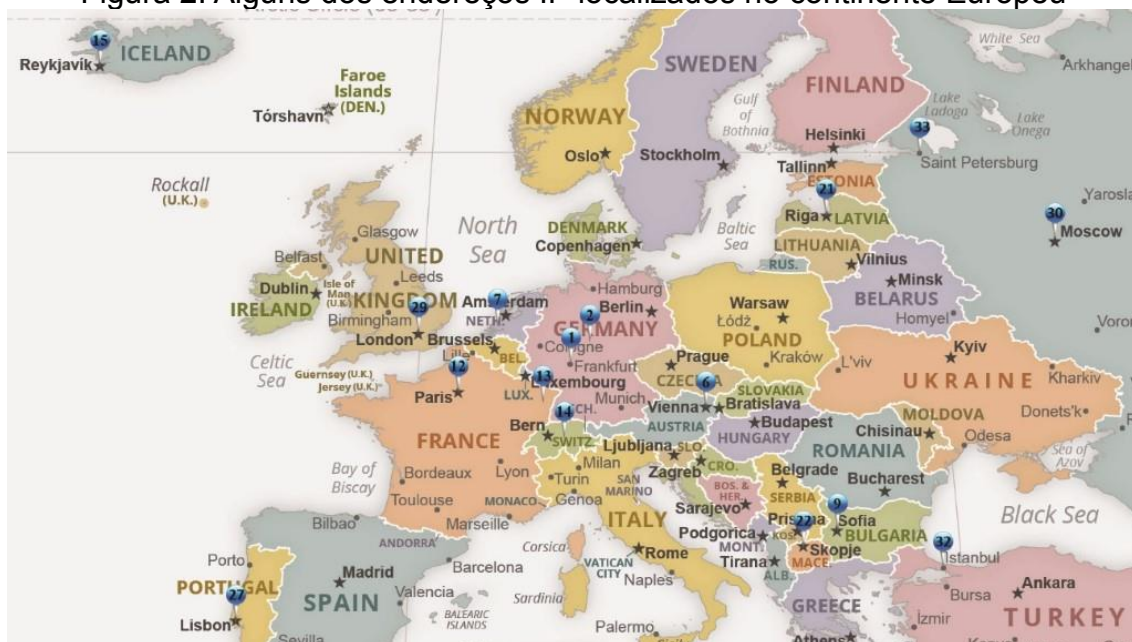 Figura 2. Alguns dos endereços IP localizados no continente Europeu
15
ICELAND
Reykjavík
Faroe
Islands
(DEN.)
Tórshavn
Rockall
(U.K.)
North
Sea
NORWAY
Oslo
SWEDEN
Stockholm
FINLAND
Helsinki
Gulf
of
Bothnia
White Sea
Arkhangel
Lake
Ladoga
Lake
Onega
33
Saint Petersburg
Tallinn
ESTONIA
21
Riga
LATVIA
Yarosla
30
Moscow
LITHUANIA
Vilnius
RUS.
Baltic
Sea
DENMARK
Copenhagen
Minsk
BELARUS
Homyel
Voro
Glasgow
UNITED
KINGDOM
Belfast
Leeds
Isle of
Man
(U.K.)
Dublin
IRELAND
Birmingham
29
London
Celtic
Sea
Guernsey (U.K.)
Jersey (U.K.)
7
Amsterdam
NETH.
Brussels
Lille
BEL.
Hamburg
Berlin
2
GERMANY
1
Cologne
Frankfurt
Munich
Warsaw
Łódź
POLAND
Kraków
L'viv
Kyiv
UKRAINE
Kharkiv
Donets'k
12
Paris
13
Luxembourg
LUX.
Prague
CZECH
6
Vienna
SLOVAKIA
Bratislava
AUSTRIA
14
Bern
SWITZ.
FRANCE
Bay of
Biscay
Bordeaux
Lyon
Toulouse
Marseille
MONACO
Milan
Turin
Genoa
SAN
MARINO
ITALY
Ljubljana
SLO.
Zagreb
CRO.
Budapest
HUNGARY
MOLDOVA
Chisinau
Odesa
Sea of
Azov
ROMANIA
Bucharest
Belgrade
SERBIA
BOS. &
HER.
Sarajevo
22
KOS.
9
Sofia
BULGARIA
Black Sea
Podgorica
MONT.
Skopje
MACE.
Tirana
ALB.
32
Istanbul
Bursa
Ankara
TURKEY
İzmir
GREECE
Athens
Corsica
VATICAN
CITY
Rome
Naples
Sardinia
Palermo
Bilbao
ANDORRA
Barcelona
Porto
PORTUGAL
27
Lisbon
Madrid
SPAIN
Valencia
BALEARIC
ISLANDS
Sevilla